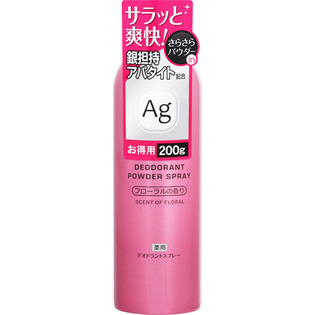 サラッと
爽快!
さらさら
パウダー
in
銀担持
アパタイト配合
Ag
お得用 200g
DEODORANT
POWDER SPRAY
フローラルの香り
SCENT OF FLORAL
薬用
デオドラントスプレー